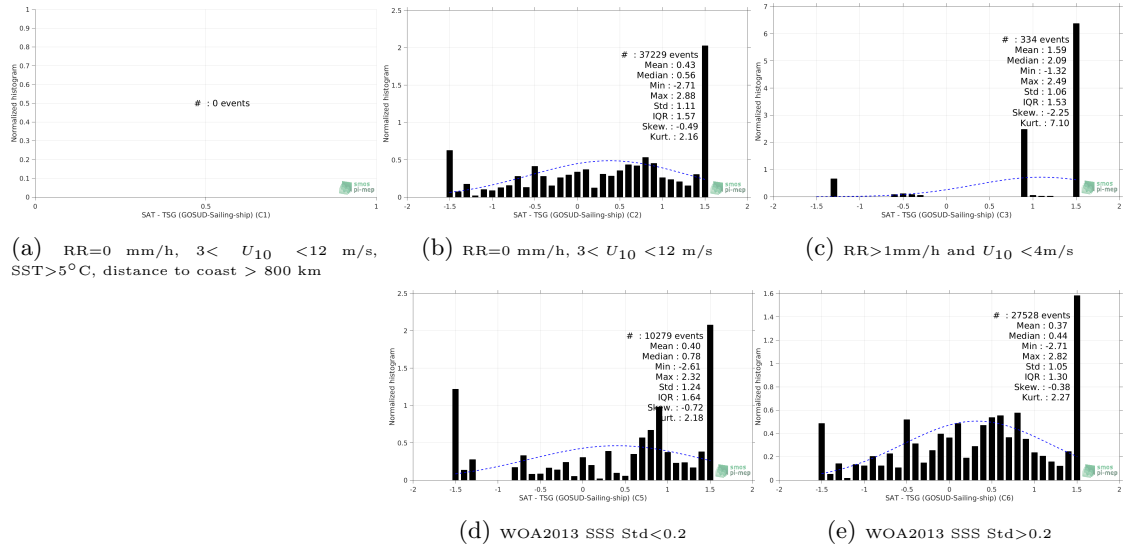 1
0.9
0.8
0.7
0.6
0.5
0.4
0.3
0.2
0.1
0
Normalized histogram
# : 0 events
smos
pi-mep
0 0.5 1
SAT - TSG (GOSUD-Sailing-ship) (C1)
(a) RR=0 mm/h, 3< U10 <12 m/s,
SST>5°C, distance to coast > 800 km
2.5
2
1.5
1
0.5
0
Normalized histogram
# : 37229 events
Mean : 0.43
Median : 0.56
Min : -2.71
Max : 2.88
Std : 1.11
IQR : 1.57
Skew. : -0.49
Kurt. : 2.16
smos
pi-mep
-1.5 -1 -0.5 0 0.5 1 1.5 2
SAT - TSG (GOSUD-Sailing-ship) (C2)
(b) RR=0 mm/h, 3< U10 <12 m/s
7
6
5
4
3
2
1
0
Normalized histogram
# : 334 events
Mean : 1.59
Median : 2.09
Min : -1.32
Max : 2.49
Std : 1.06
IQR : 1.53
Skew. : -2.25
Kurt. : 7.10
smos
pi-mep
-2 -1.5 -1 -0.5 0 0.5 1 1.5 2
SAT - TSG (GOSUD-Sailing-ship) (C3)
(c) RR>1mm/h and U10 <4m/s
2.5
2
1.5
1
0.5
0
Normalized histogram
# : 10279 events
Mean : 0.40
Median : 0.78
Min : -2.61
Max : 2.32
Std : 1.24
IQR : 1.64
Skew. : -0.72
Kurt. : 2.18
smos
pi-mep
-2 -1.5 -1 -0.5 0 0.5 1 1.5 2
SAT - TSG (GOSUD-Sailing-ship) (C5)
(d) WOA2013 SSS Std<0.2
1.6
1.4
1.2
1
0.8
0.6
0.4
0.2
0
Normalized histogram
# : 27528 events
Mean : 0.37
Median : 0.44
Min : -2.71
Max : 2.82
Std : 1.05
IQR : 1.30
Skew. : -0.38
Kurt. : 2.27
smos
pi-mep
-1.5 -1 -0.5 0 0.5 1 1.5 2
SAT - TSG (GOSUD-Sailing-ship) (C6)
(e) WOA2013 SSS Std>0.2